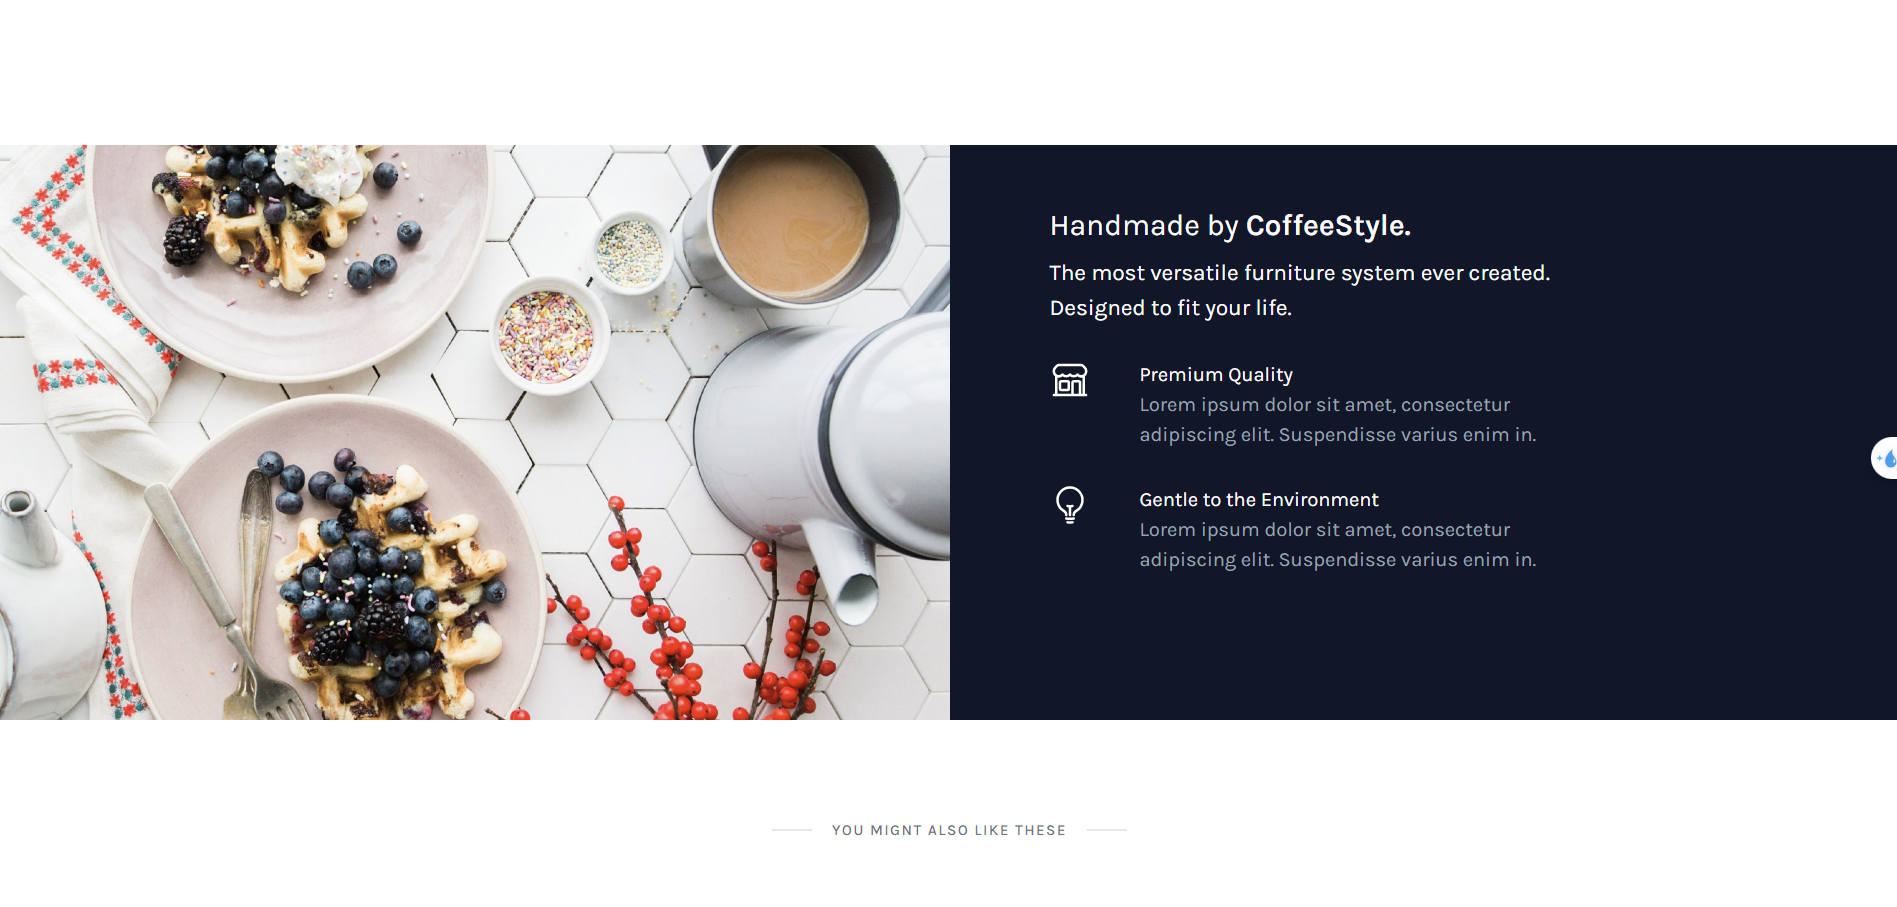 Handmade by CoffeeStyle.
The most versatile furniture system ever created.
Designed to fit your life.
Premium Quality
Lorem ipsum dolor sit amet, consectetur
adipiscing elit. Suspendisse varius enim in.
Gentle to the Environment
Lorem ipsum dolor sit amet, consectetur
adipiscing elit. Suspendisse varius enim in.
YOU MIGNT ALSO LIKE THESE